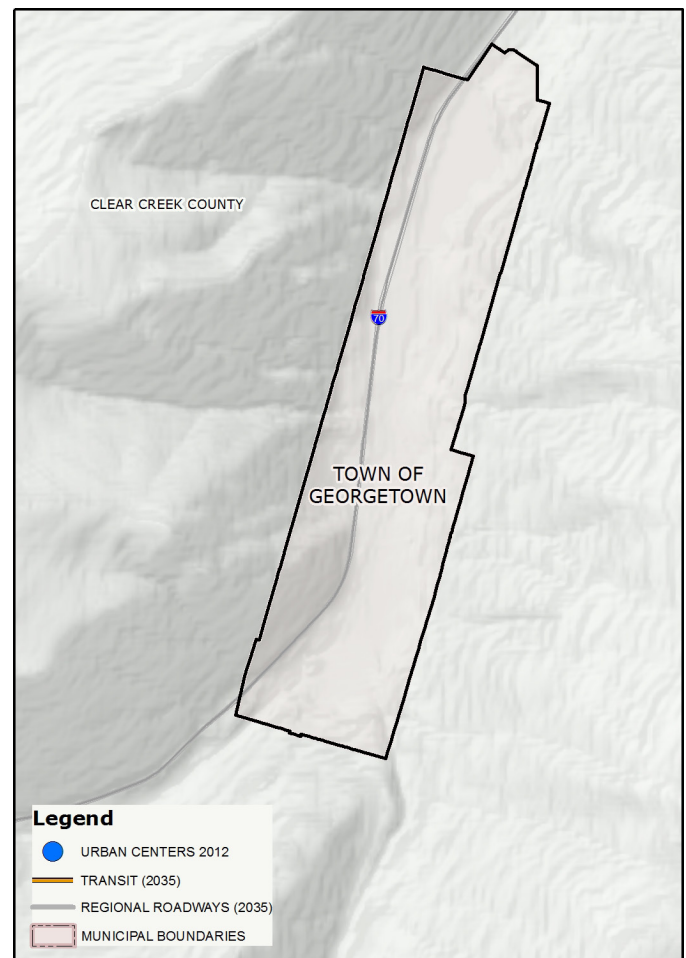 CLEAR CREEK COUNTY
70
TOWN OF
GEORGETOWN
Legend
URBAN CENTERS 2012
TRANSIT (2035)
REGIONAL ROADWAYS (2035)
MUNICIPAL BOUNDARIES